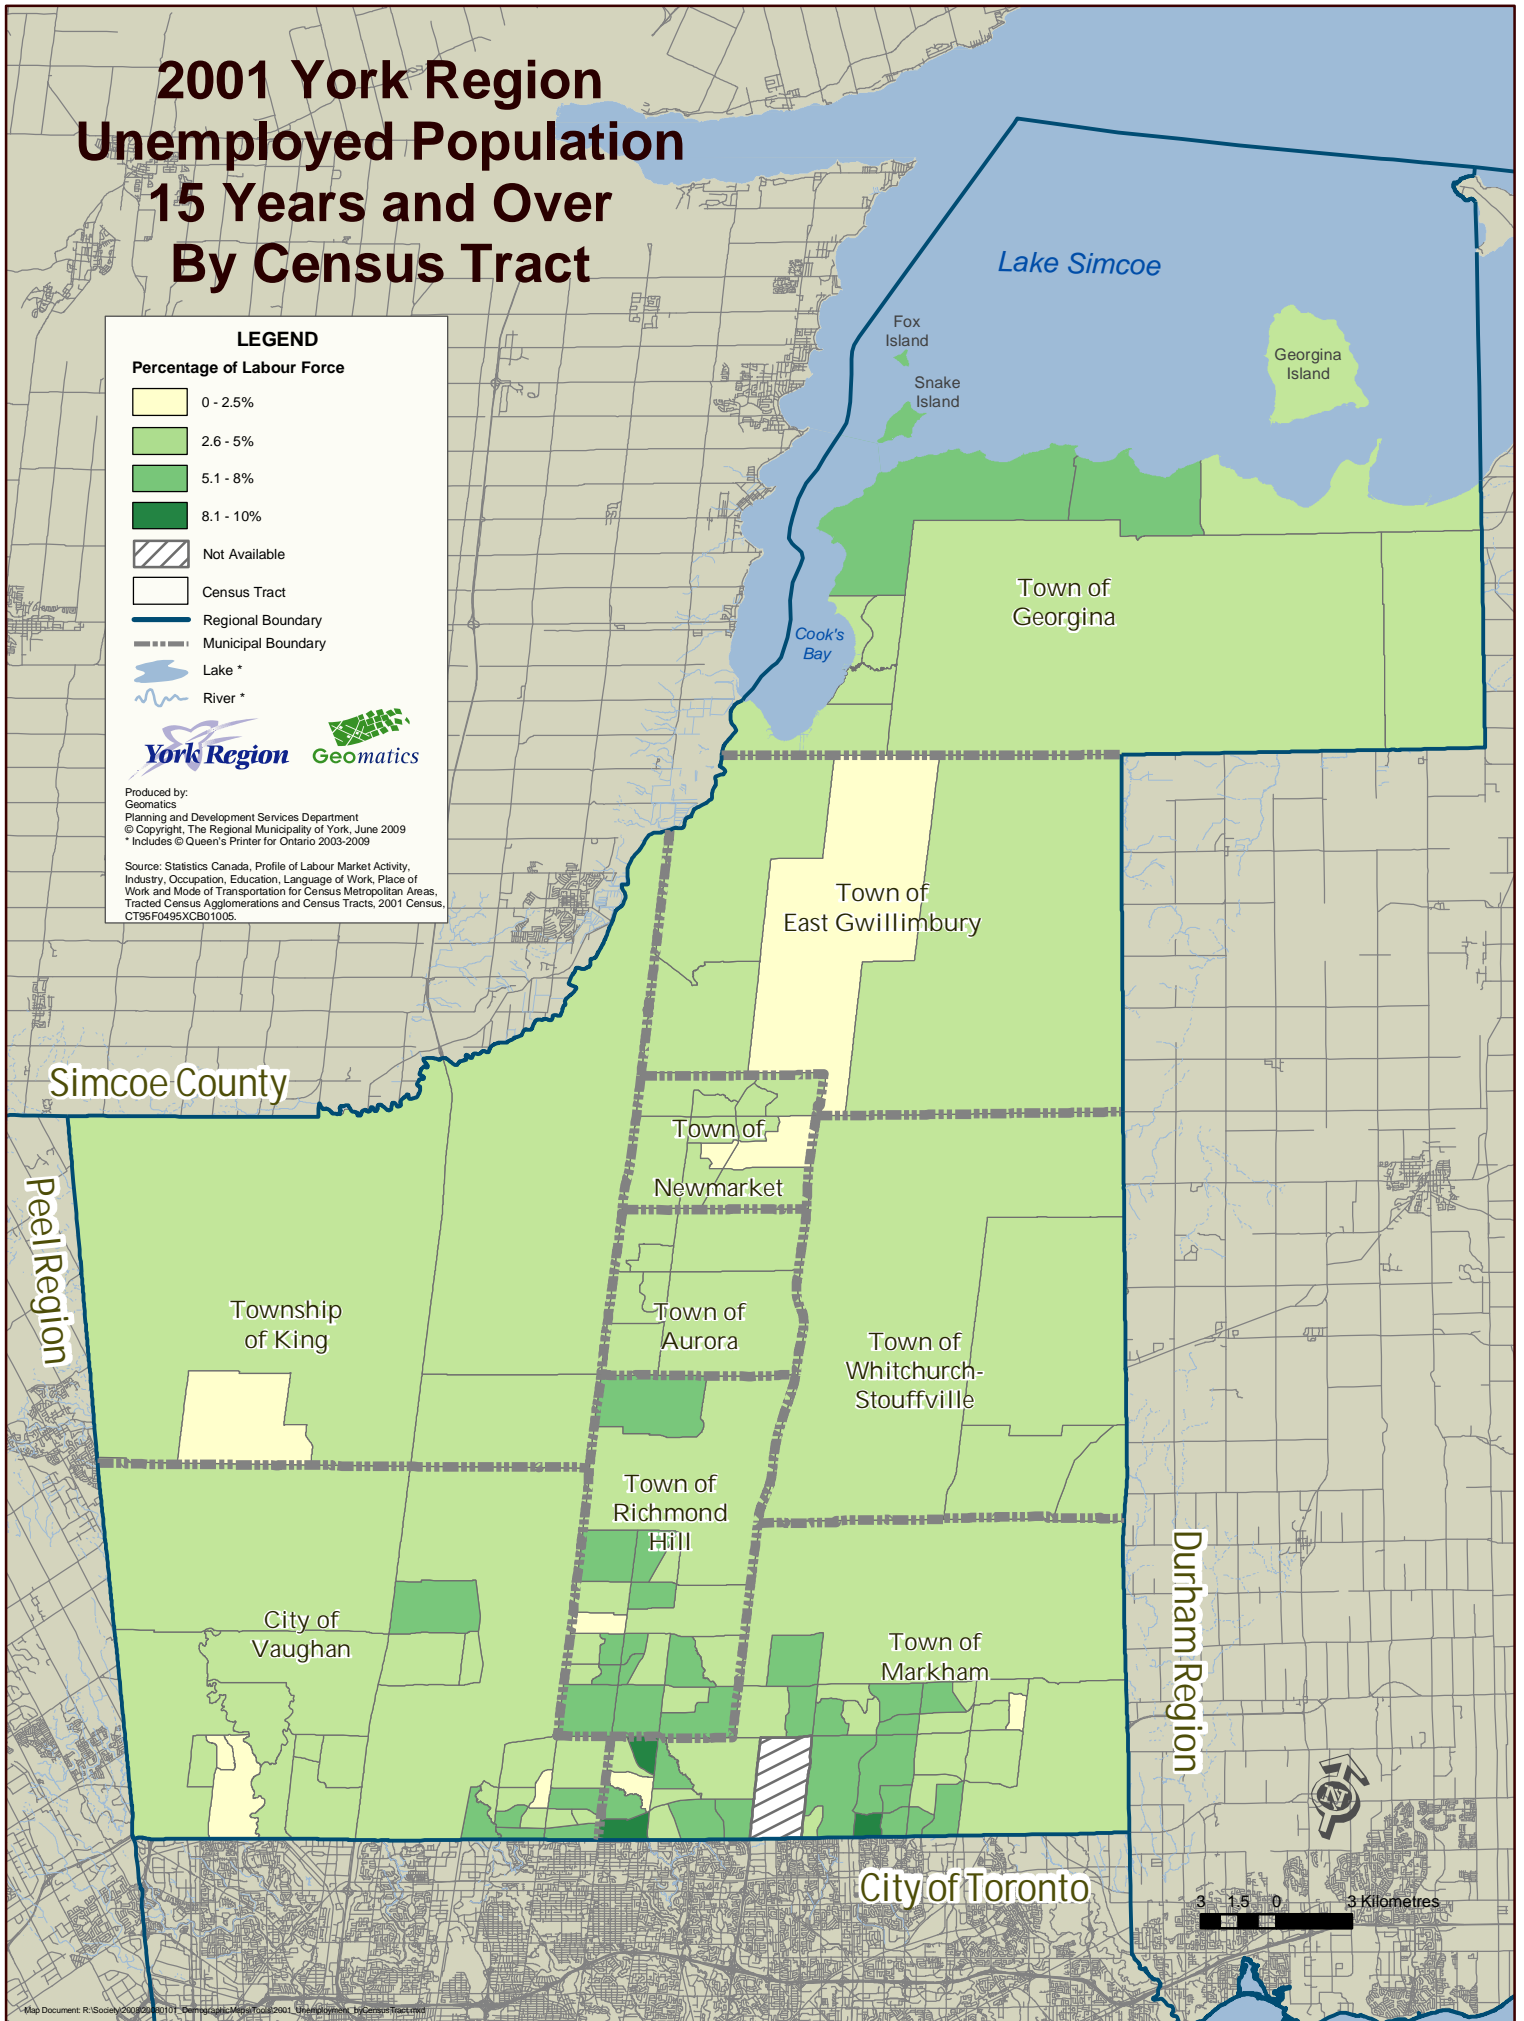 2001 York Region
Unemployed Population
15 Years and Over
By Census Tract
LEGEND
Percentage of Labour Force
0 - 2.5%
2.6 - 5%
5.1 - 8%
8.1 - 10%
Not Available
Census Tract
Regional Boundary
Municipal Boundary
Lake *
River *
York Region
Geomatics
Produced by:
Geomatics
Planning and Development Services Department
© Copyright, The Regional Municipality of York, June 2009
* Includes © Queen's Printer for Ontario 2003-2009
Source: Statistics Canada, Profile of Labour Market Activity,
Industry, Occupation, Education, Language of Work, Place of
Work and Mode of Transportation for Census Metropolitan Areas,
Tracted Census Agglomerations and Census Tracts, 2001 Census,
CT95F0495XCB01005.
Lake Simcoe
Fox
Island
Snake
Island
Georgina
Island
Town of
Georgina
Cook's
Bay
Town of
East Gwillimbury
Simcoe County
Town of
Newmarket
Peel Region
Township
of King
Town of
Aurora
Town of
Whitchurch-
Stouffville
Town of
Richmond
Hill
City of
Vaughan
Town of
Markham
Durham Region
N
City of Toronto
3 1.5 0 3 Kilometres
Map Document: R:\Society\2008\20080101_DemographicMaps\Tools\2001_Unemployment_byCensusTract.mxd